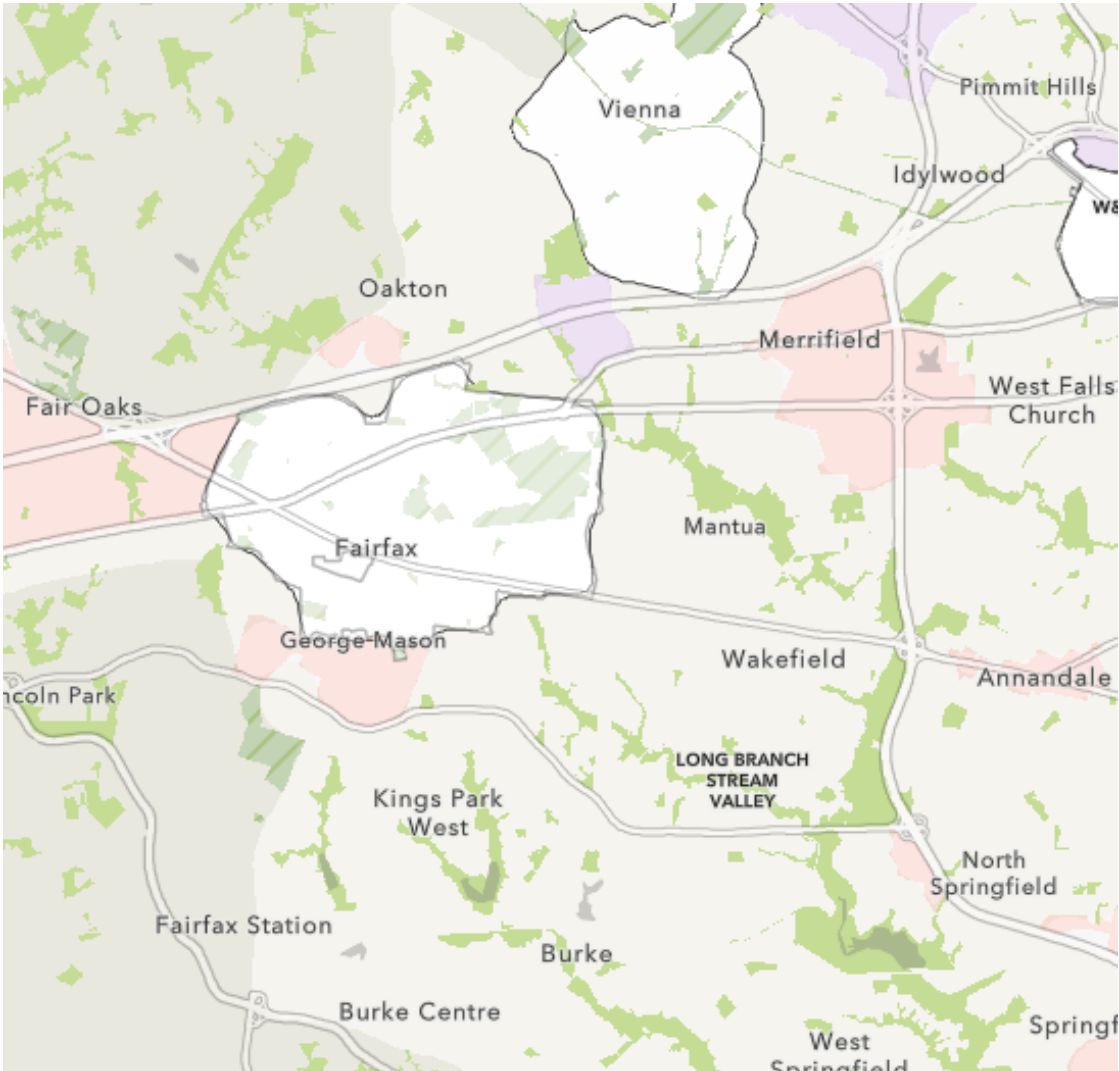 Vienna
Pimmit Hills
Idylwood
W&
Oakton
Merrifield
Fair Oaks
West Falls
Church
Mantua
Fairfax
George Mason
Wakefield
Annandale
ncoln Park
LONG BRANCH
STREAM
VALLEY
Kings Park
West
North
Springfield
Fairfax Station
Burke
Burke Centre
Springf
West
Springfield